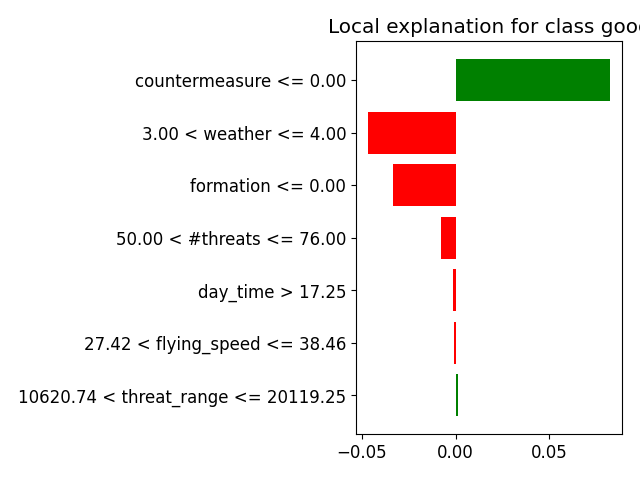 Local explanation for class good
countermeasure <= 0.00
3.00 < weather <= 4.00
formation <= 0.00
50.00 < #threats <= 76.00
day_time > 17.25
27.42 < flying_speed <= 38.46
10620.74 < threat_range <= 20119.25
−0.05 0.00 0.05